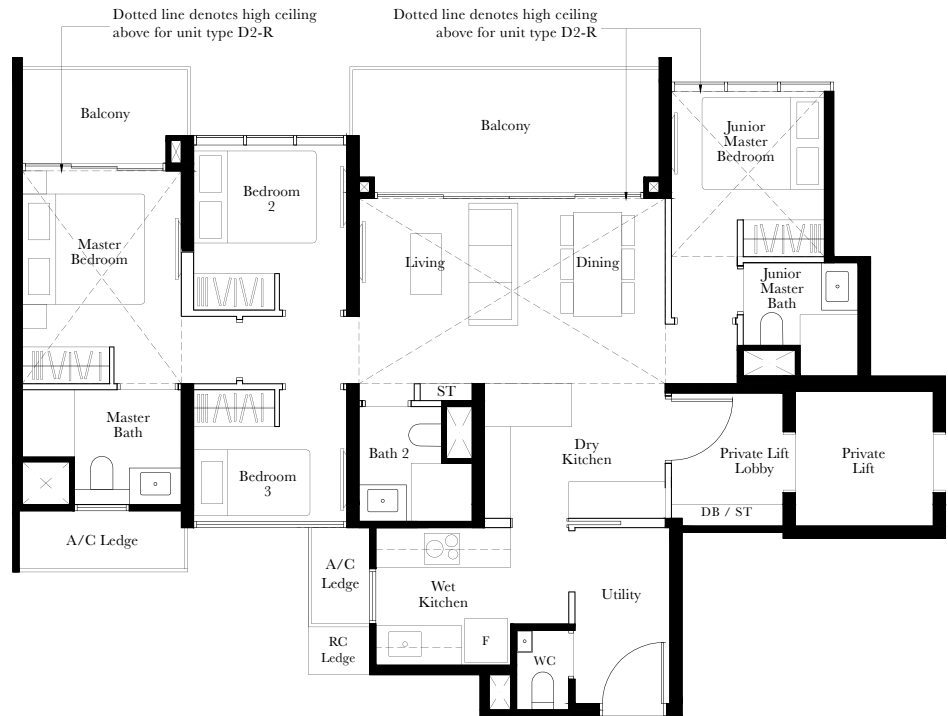 Dotted line denotes high ceiling
above for unit type D2-R
Dotted line denotes high ceiling
above for unit type D2-R
Balcony
Balcony
Junior
Master
Bedroom
Bedroom
2
Master
Bedroom
Living
Dining
Junior
Master
Bath
ST
Master
Bath
Bath 2
Dry
Kitchen
Private Lift
Lobby
Private
Lift
Bedroom
3
DB / ST
A/C Ledge
A/C
Ledge
Wet
Kitchen
Utility
RC
Ledge
F
WC